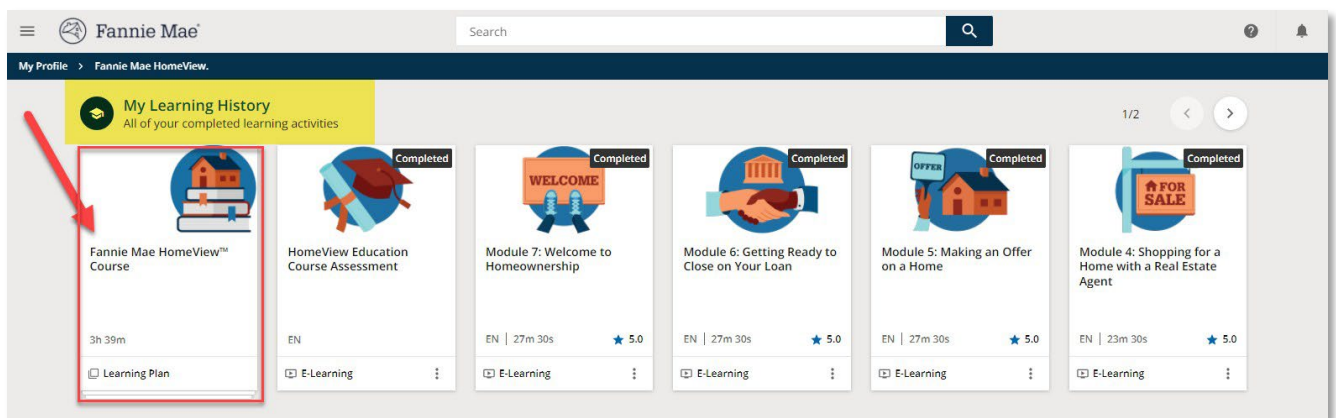 Fannie Mae®
Search
My Profile > Fannie Mae HomeView.
My Learning History
All of your completed learning activities
1/2
Fannie Mae HomeView™
Course
3h 39m
Learning Plan
Completed
HomeView Education
Course Assessment
EN
E-Learning
Completed
WELCOME
Module 7: Welcome to
Homeownership
EN | 27m 30s ★ 5.0
E-Learning
Completed
Module 6: Getting Ready to
Close on Your Loan
EN | 27m 30s ★ 5.0
E-Learning
Completed
OFFER
Module 5: Making an Offer
on a Home
EN | 27m 30s ★ 5.0
E-Learning
Completed
FOR
SALE
Module 4: Shopping for a
Home with a Real Estate
Agent
EN | 23m 30s ★ 5.0
E-Learning